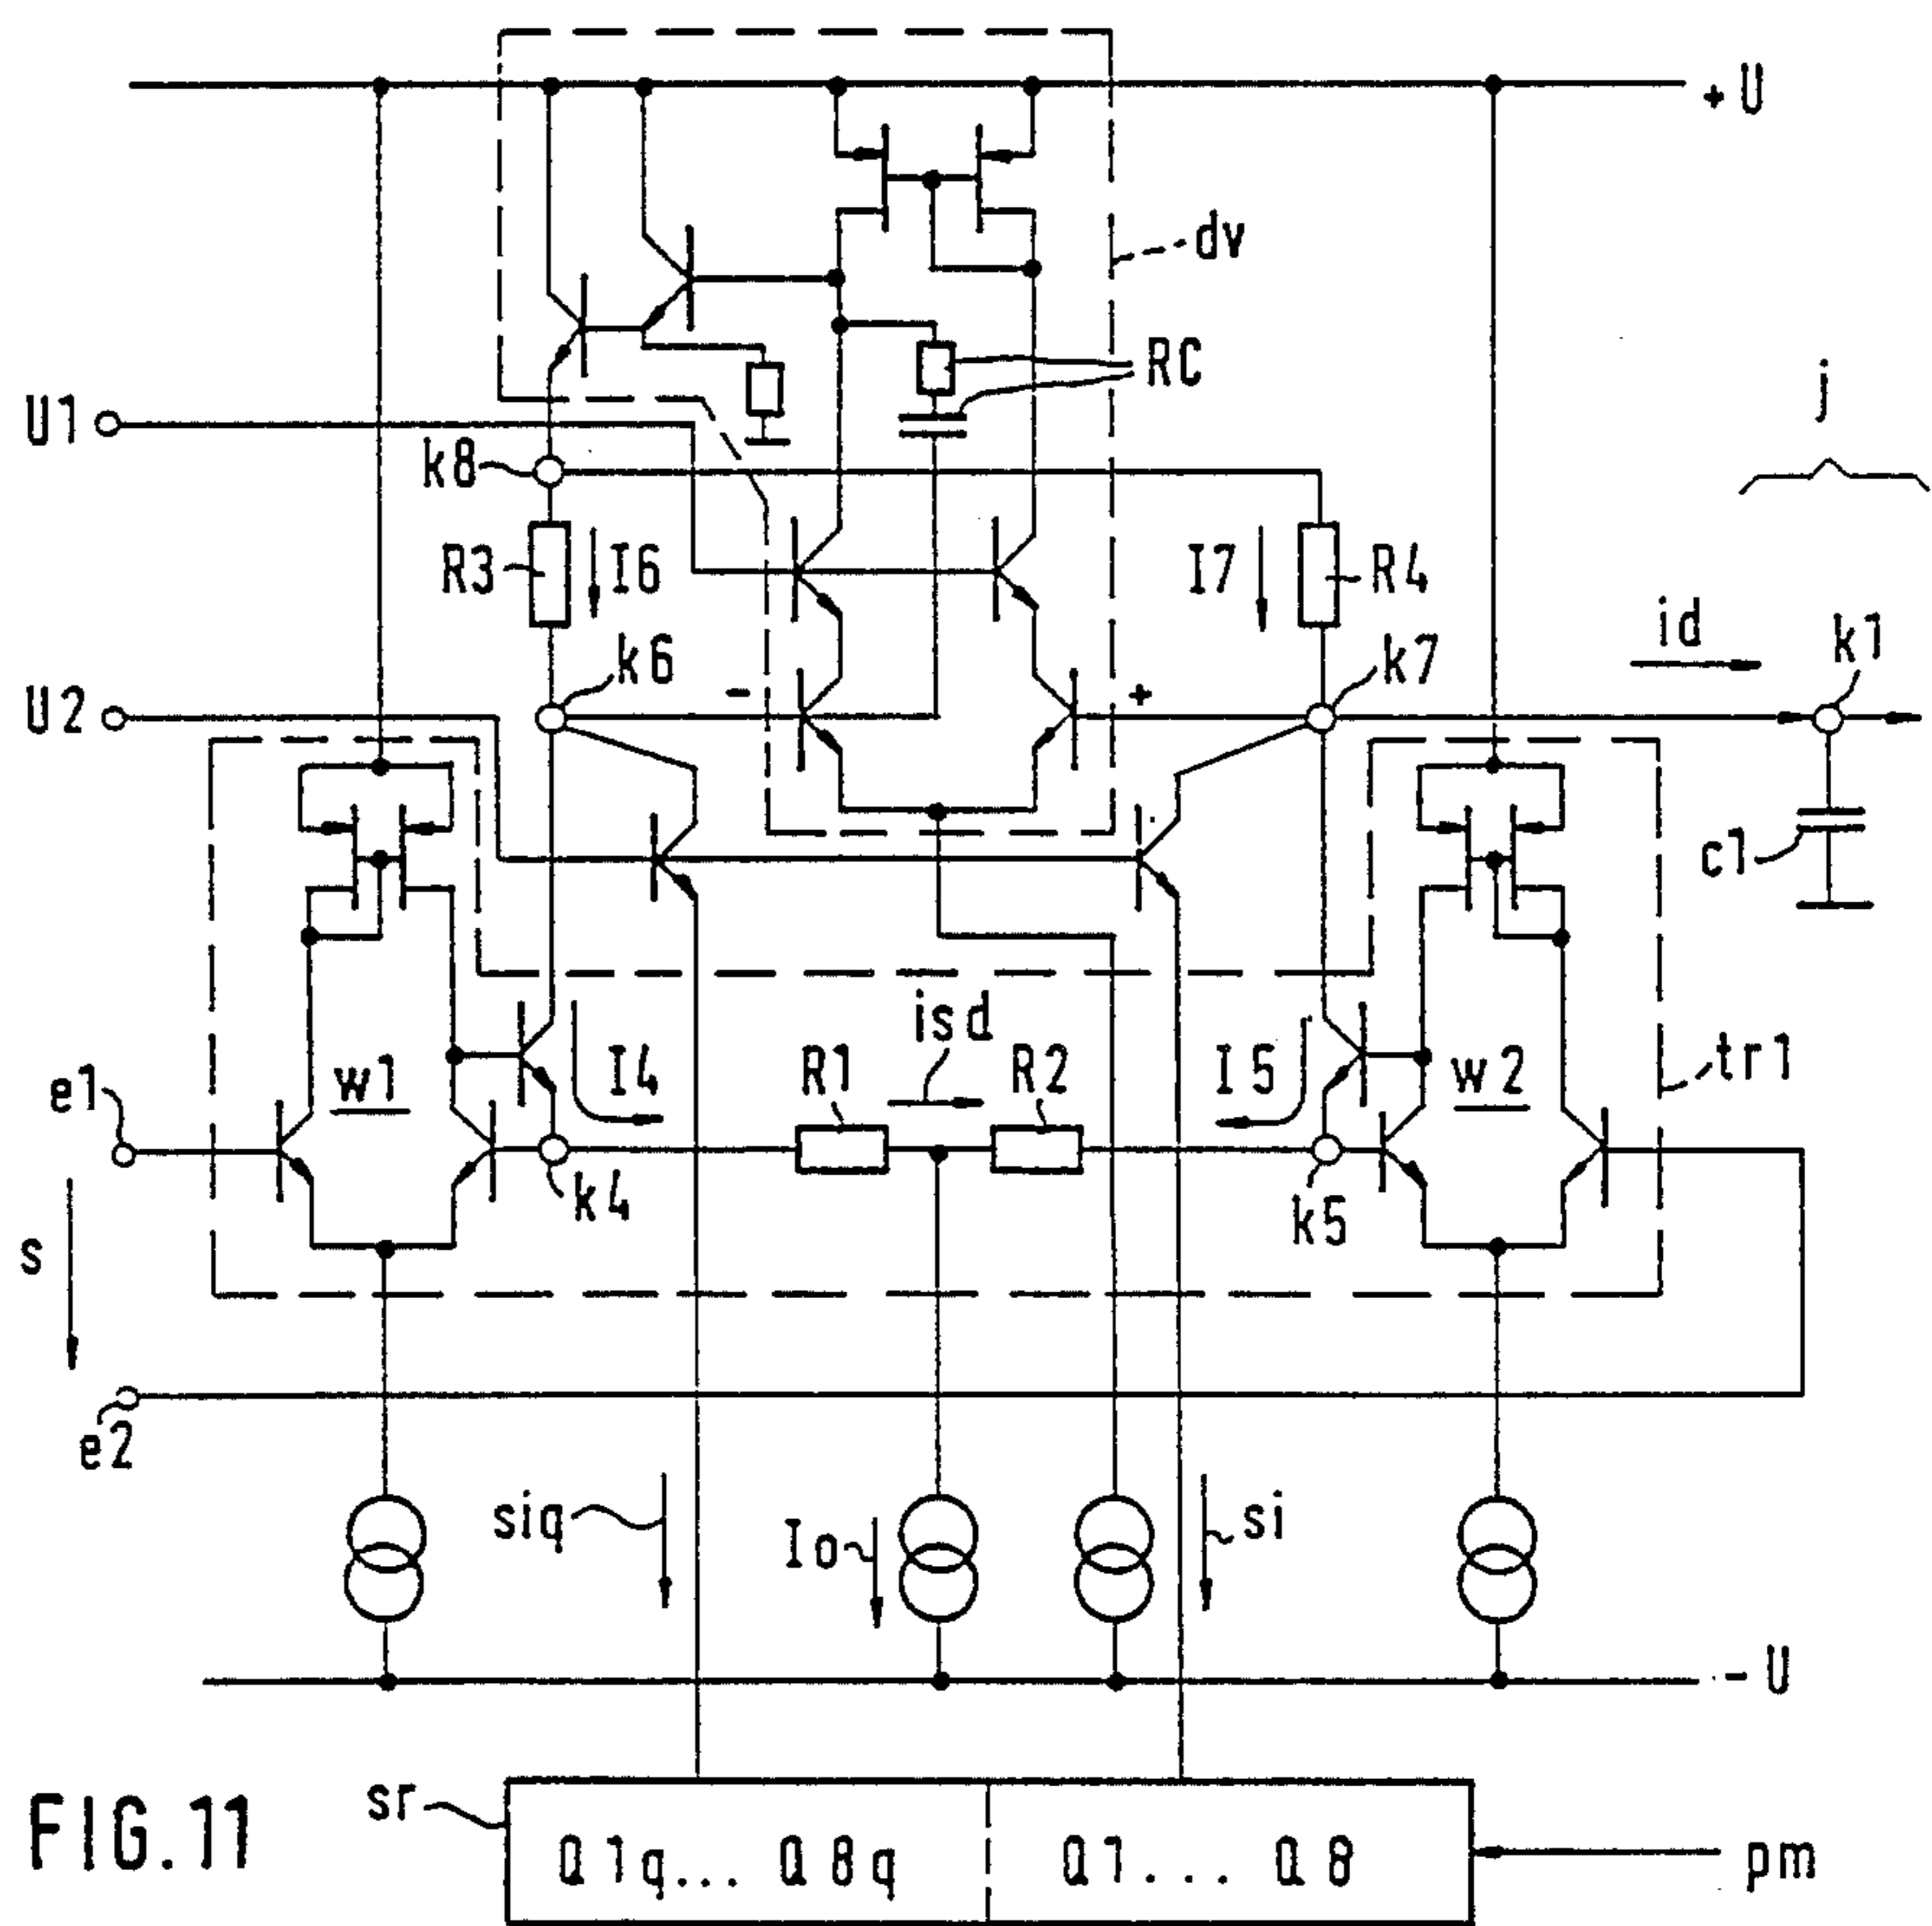 +U
dv
RC
U1
k8
j
R3
I6
I7
R4
id
k1
k6
-
+
k7
U2
c1
isd
e1
w1
I4
R1
R2
I5
w2
tr1
k4
k5
s
e2
siq
Io
si
-U
FIG.11
sr
Q1q... Q8q
Q1... Q8
pm